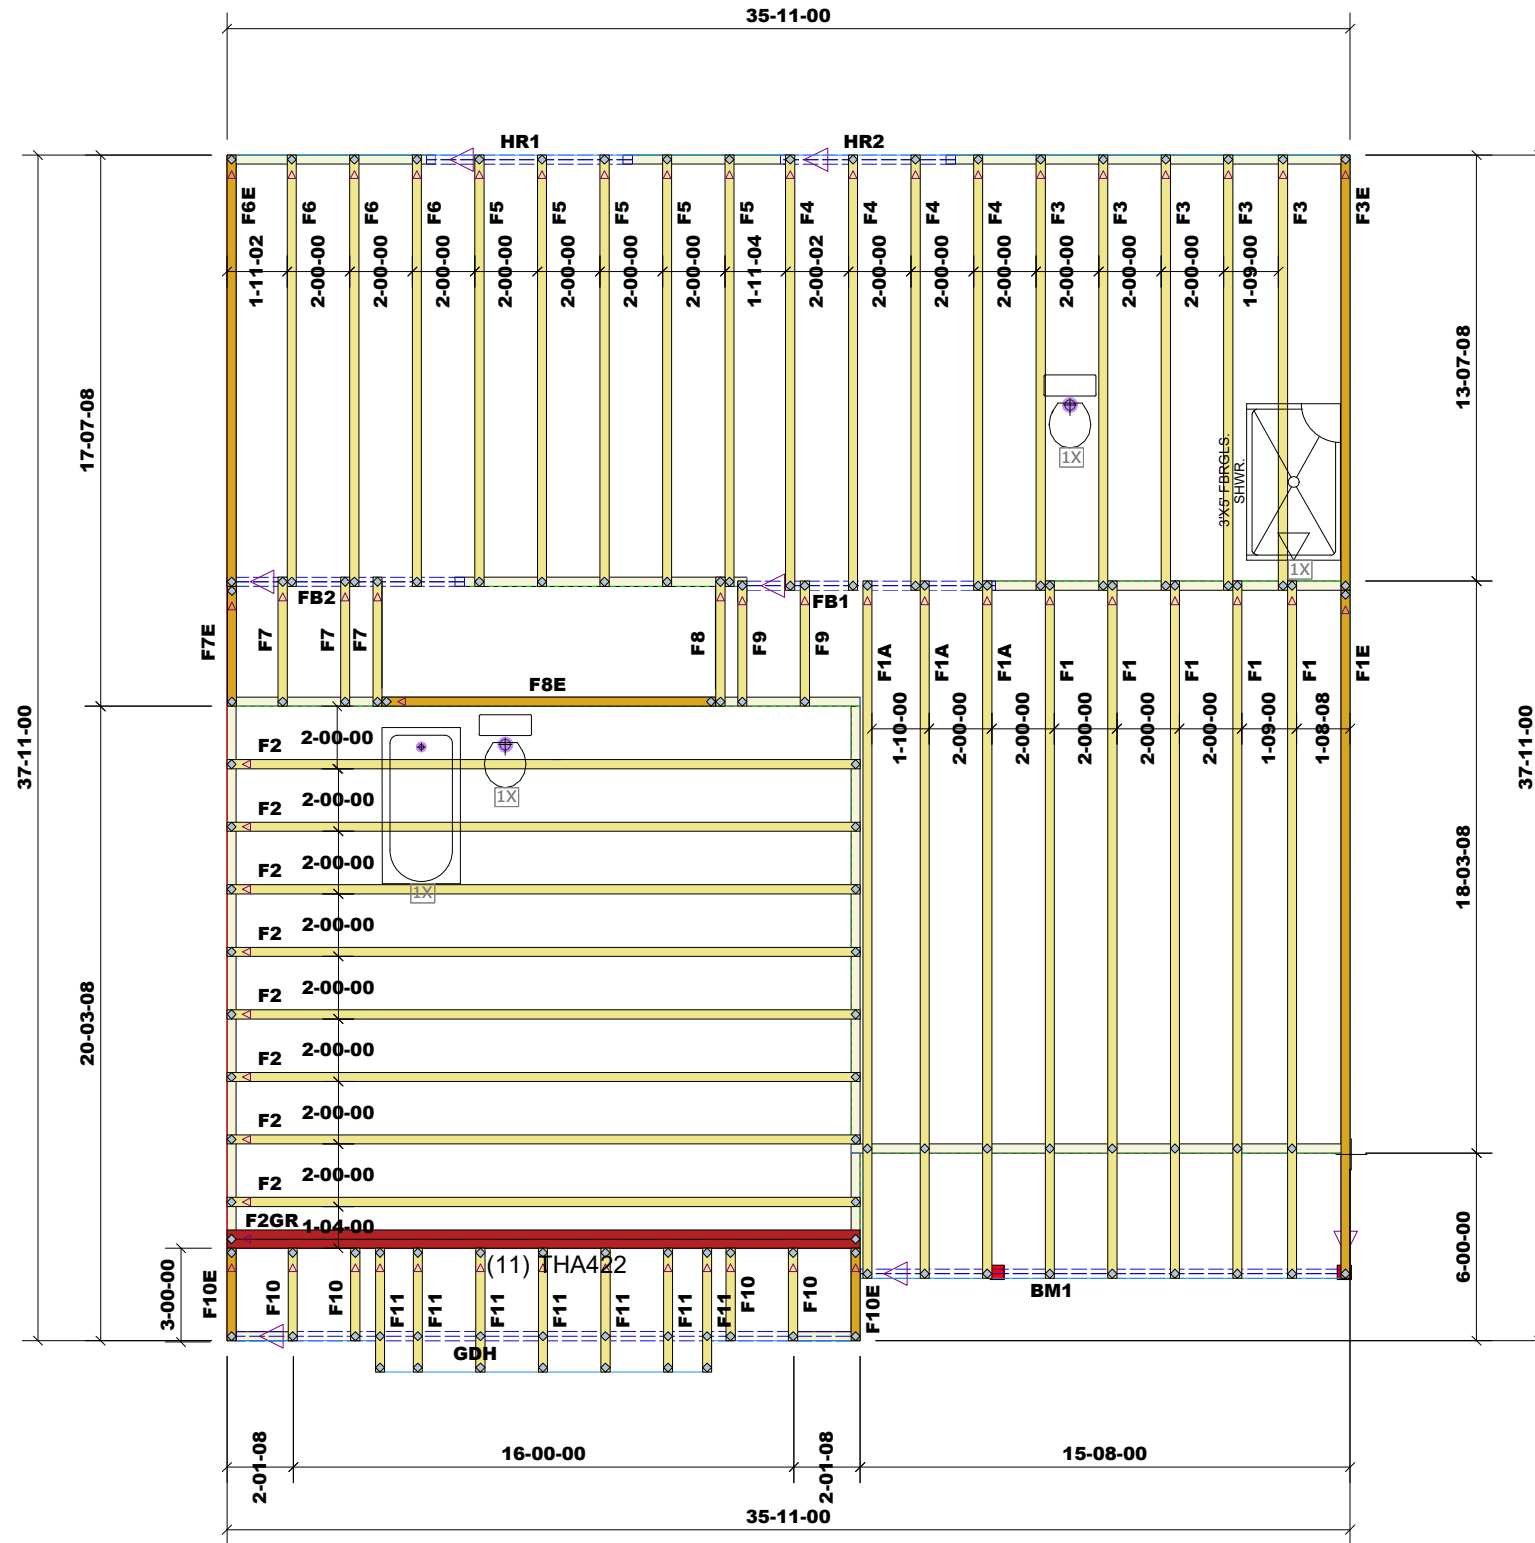 35-11-00
HR1 HR2
F6E F6 F6 F6 F5 F5 F5 F5 F5 F4 F4 F4 F4 F3 F3 F3 F3 F3 F3E
1-11-02 2-00-00 2-00-00 2-00-00 2-00-00 2-00-00 2-00-00 2-00-00 1-11-04 2-00-02 2-00-00 2-00-00 2-00-00 2-00-00 2-00-00 2-00-00 1-09-00
17-07-08
13-07-08
1X
3'X5' FBRGLS.
SHWR.
1X
FB2 FB1
F7E F7 F7 F7 F8 F9 F9 F1A F1A F1A F1 F1 F1 F1 F1 F1E
F8E
1-10-00 2-00-00 2-00-00 2-00-00 2-00-00 2-00-00 1-09-00 1-08-08
37-11-00
37-11-00
F2 2-00-00
1X
F2 2-00-00
F2 2-00-00
1X
18-03-08
F2 2-00-00
F2 2-00-00
20-03-08
F2 2-00-00
F2 2-00-00
F2 2-00-00
F2GR 1-04-00
(11) THA422
6-00-00
3-00-00
F10E F10 F10 F11 F11 F11 F11 F11 F11 F11 F10 F10 F10E
BM1
GDH
2-01-08 16-00-00 2-01-08 15-08-00
35-11-00